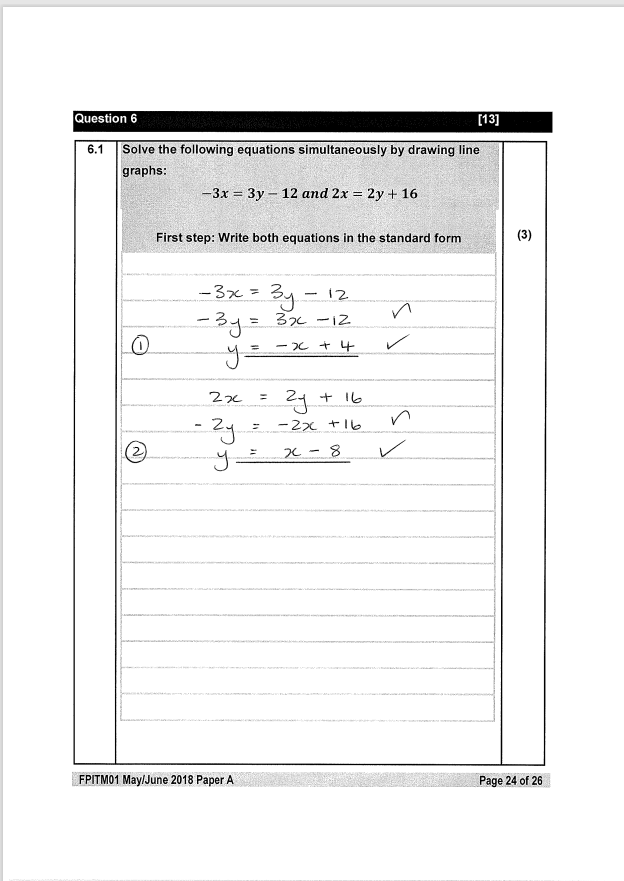 Question 6 [13]
6.1 Solve the following equations simultaneously by drawing line
graphs:
−3x = 3y − 12 and 2x = 2y + 16
First step: Write both equations in the standard form (3)
-3x = 3y - 12
-3y = 3x - 12
① y = -x + 4 ✓
2x = 2y + 16
- 2y = -2x + 16
② y = x - 8 ✓
FPITM01 May/June 2018 Paper A Page 24 of 26